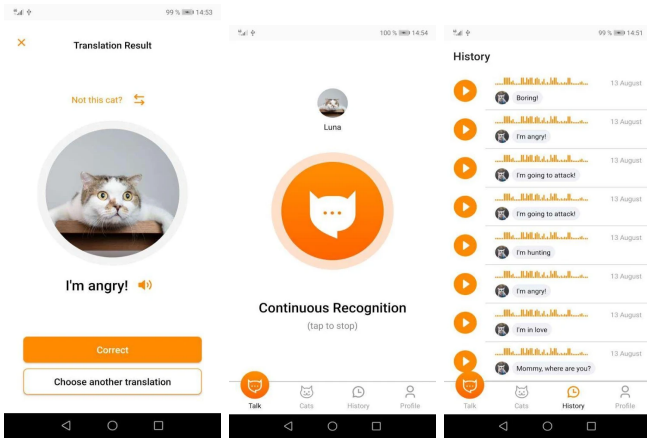 99 % 14:53
Translation Result
Not this cat?
I'm angry!
Correct
Choose another translation
100 % 14:54
Luna
Continuous Recognition
(tap to stop)
Talk Cats History Profile
99 % 14:51
History
13 August
Boring!
13 August
I'm angry!
13 August
I'm going to attack!
13 August
I'm going to attack!
13 August
I'm hunting
13 August
I'm angry!
13 August
I'm in love
13 August
Mommy, where are you?
Talk Cats History Profile